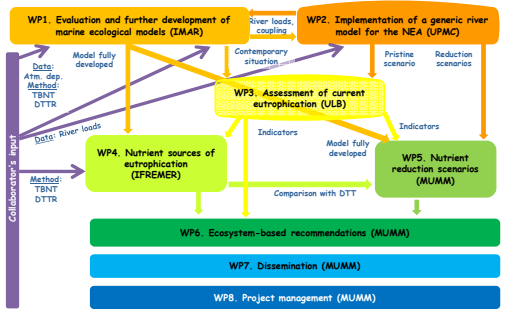 WP1. Evaluation and further development of
marine ecological models (IMAR)
River loads,
coupling
WP2. Implementation of a generic river
model for the NEA (UPMC)
Model fully
developed
Contemporary
situation
Pristine
scenario
Reduction
scenarios
Data:
Atm. dep.
Method:
TBNT
DTTR
WP3. Assessment of current
eutrophication (ULB)
Data: River loads
Indicators
Indicators
Model fully
developed
WP4. Nutrient sources of
eutrophication
(IFREMER)
WP5. Nutrient
reduction scenarios
(MUMM)
Method:
TBNT
DTTR
Comparison with DTT
Collaborator's input
WP6. Ecosystem-based recommendations (MUMM)
WP7. Dissemination (MUMM)
WP8. Project management (MUMM)